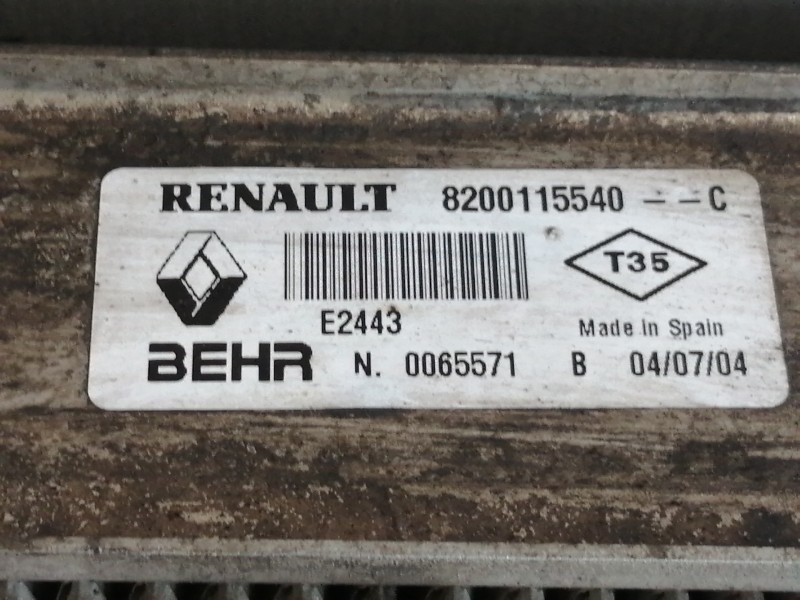 RENAULT 8200115540 -- C
T35
E2443
Made in Spain
BEHR N. 0065571 B 04/07/04